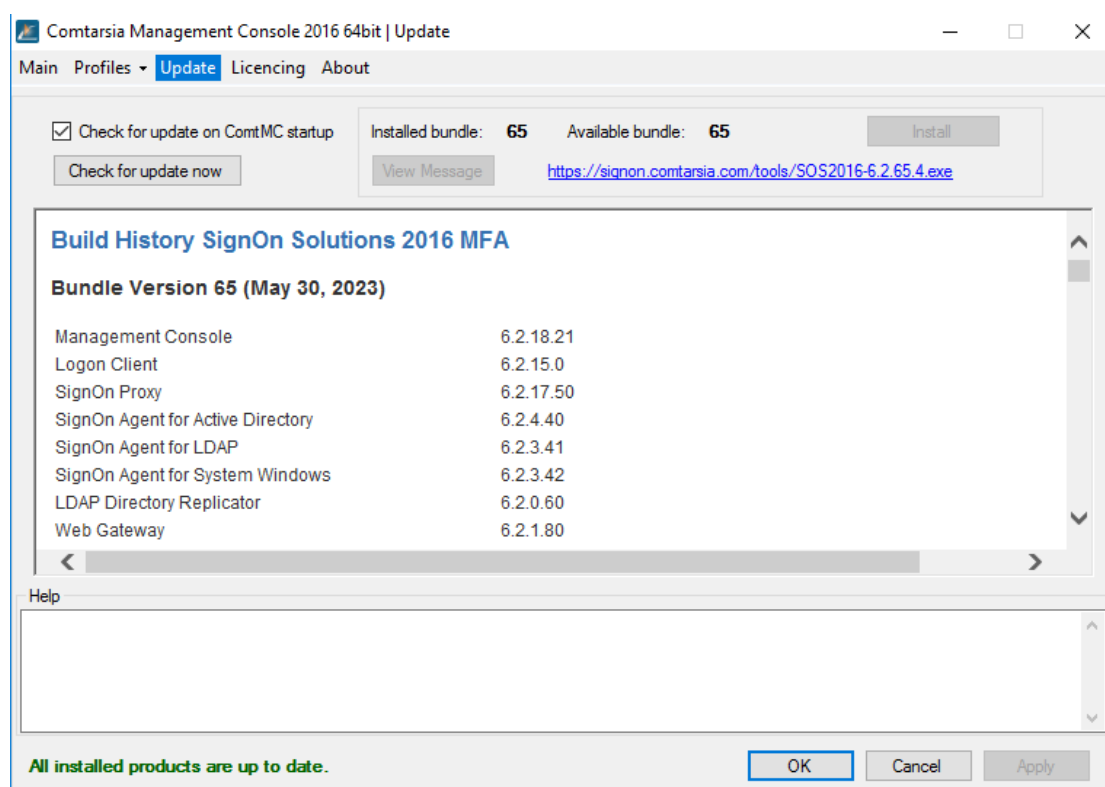 Comtarsia Management Console 2016 64bit | Update
Main Profiles Update Licencing About
Check for update on ComtMC startup Installed bundle: 65 Available bundle: 65 Install
Check for update now View Message https://signon.comtarsia.com/tools/SOS2016-6.2.65.4.exe
Build History SignOn Solutions 2016 MFA
Bundle Version 65 (May 30, 2023)
Management Console 6.2.18.21
Logon Client 6.2.15.0
SignOn Proxy 6.2.17.50
SignOn Agent for Active Directory 6.2.4.40
SignOn Agent for LDAP 6.2.3.41
SignOn Agent for System Windows 6.2.3.42
LDAP Directory Replicator 6.2.0.60
Web Gateway 6.2.1.80
Help
All installed products are up to date. OK Cancel Apply